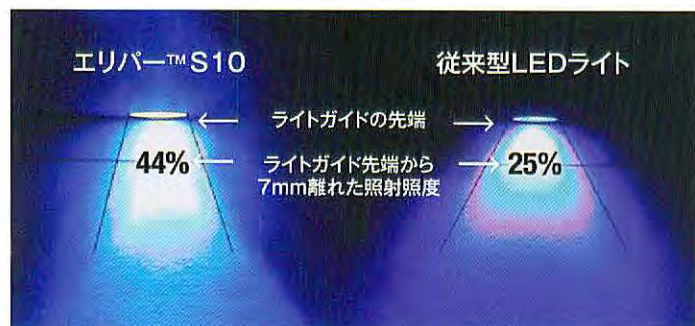 エリパー™S10
従来型LEDライト
ライトガイドの先端
44%
ライトガイド先端から
7mm離れた照射照度
25%